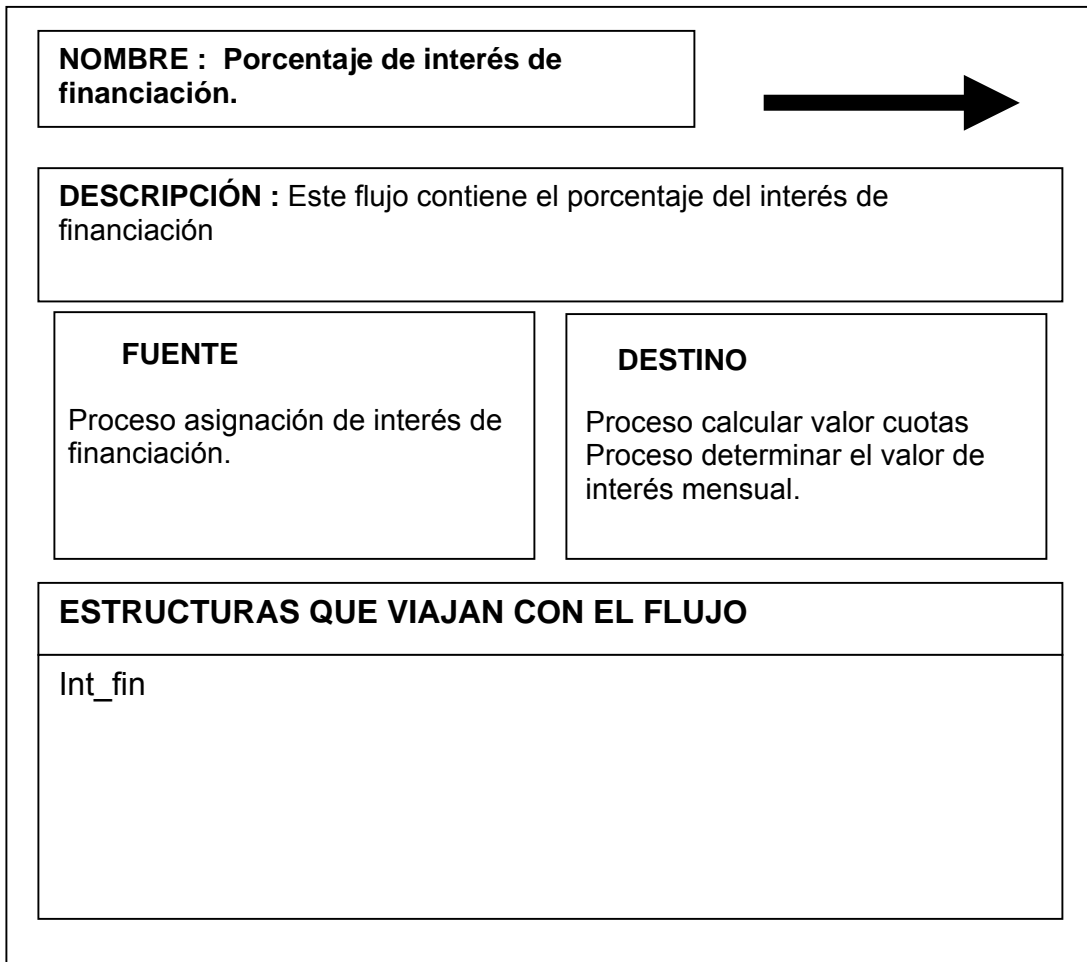 NOMBRE : Porcentaje de interés de
financiación.
DESCRIPCIÓN : Este flujo contiene el porcentaje del interés de
financiación
FUENTE
Proceso asignación de interés de
financiación.
DESTINO
Proceso calcular valor cuotas
Proceso determinar el valor de
interés mensual.
ESTRUCTURAS QUE VIAJAN CON EL FLUJO
Int_fin